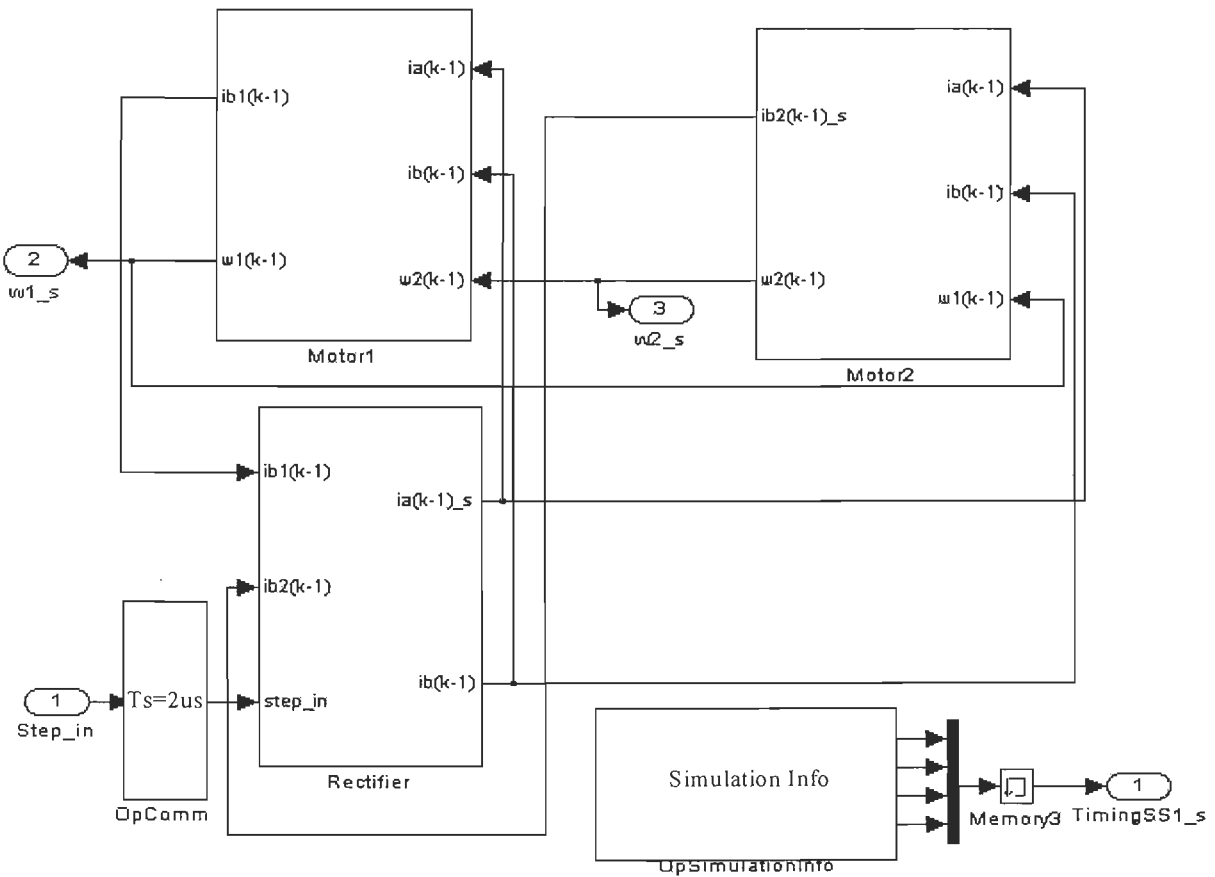 ia(k-1)
ib1(k-1)
ib(k-1)
w1(k-1)
w2(k-1)
Motor1
2
w1_s
ia(k-1)
ib2(k-1)_s
ib(k-1)
w2(k-1)
w1(k-1)
Motor2
3
w2_s
ib1(k-1)
ia(k-1)_s
ib2(k-1)
ib(k-1)
step_in
Rectifier
1
Step_in
Ts=2us
OpComm
Simulation Info
OpSimulationInfo
Memory3
1
TimingSS1_s